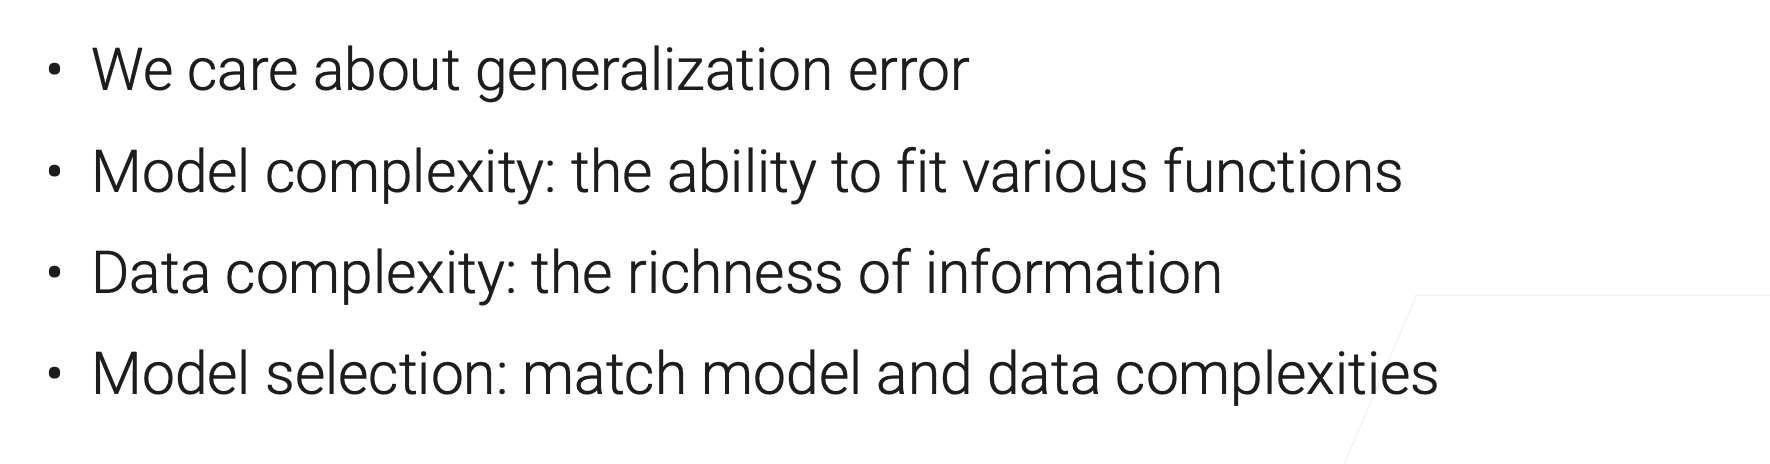 • We care about generalization error
• Model complexity: the ability to fit various functions
• Data complexity: the richness of information
• Model selection: match model and data complexities